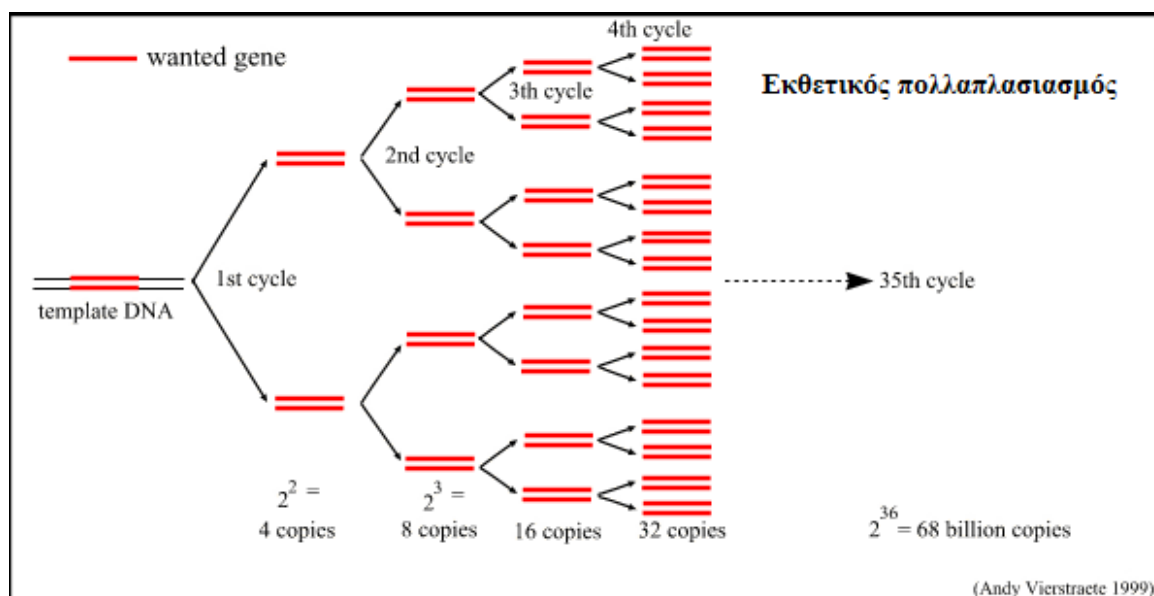 4th cycle
wanted gene
Εκθετικός πολλαπλασιασμός
3th cycle
2nd cycle
1st cycle
35th cycle
template DNA
2^2 =
4 copies
2^3 =
8 copies
16 copies
32 copies
2^36 = 68 billion copies
(Andy Vierstraete 1999)